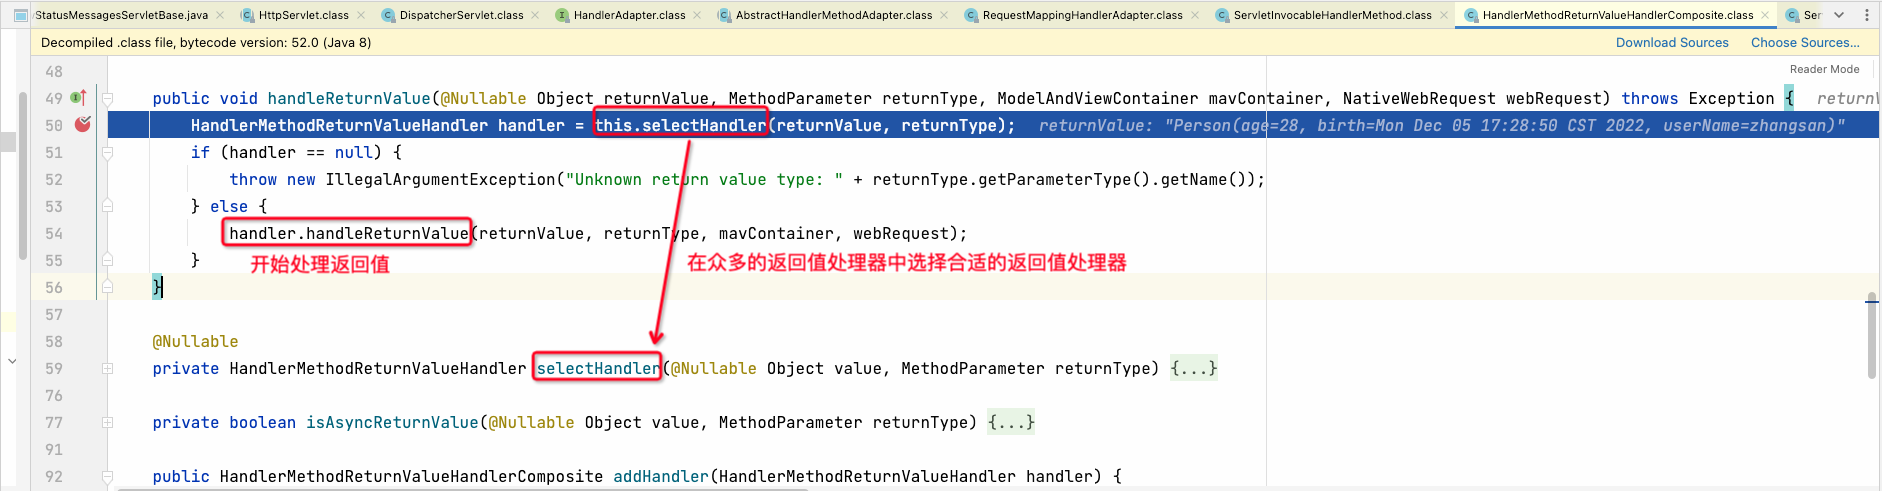 StatusMessagesServletBase.java HttpServlet.class DispatcherServlet.class HandlerAdapter.class AbstractHandlerMethodAdapter.class RequestMappingHandlerAdapter.class ServletInvocableHandlerMethod.class HandlerMethodReturnValueHandlerComposite.class Ser
Decompiled .class file, bytecode version: 52.0 (Java 8) Download Sources Choose Sources...
Reader Mode
48
49 public void handleReturnValue(@Nullable Object returnValue, MethodParameter returnType, ModelAndViewContainer mavContainer, NativeWebRequest webRequest) throws Exception { returnV
50 HandlerMethodReturnValueHandler handler = this.selectHandler(returnValue, returnType); returnValue: "Person(age=28, birth=Mon Dec 05 17:28:50 CST 2022, userName=zhangsan)"
51 if (handler == null) {
52 throw new IllegalArgumentException("Unknown return value type: " + returnType.getParameterType().getName());
53 } else {
54 handler.handleReturnValue(returnValue, returnType, mavContainer, webRequest);
55 }
开始处理返回值 在众多的返回值处理器中选择合适的返回值处理器
56 }
57
58 @Nullable
59 private HandlerMethodReturnValueHandler selectHandler(@Nullable Object value, MethodParameter returnType) {...}
76
77 private boolean isAsyncReturnValue(@Nullable Object value, MethodParameter returnType) {...}
91
92 public HandlerMethodReturnValueHandlerComposite addHandler(HandlerMethodReturnValueHandler handler) {